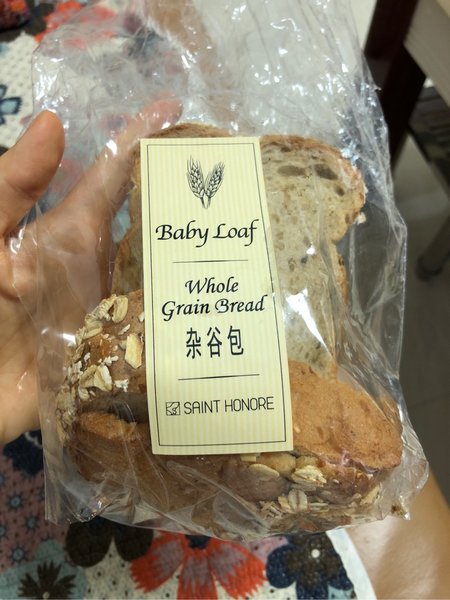 Baby Loaf
Whole
Grain Bread
杂谷包
SAINT HONORE